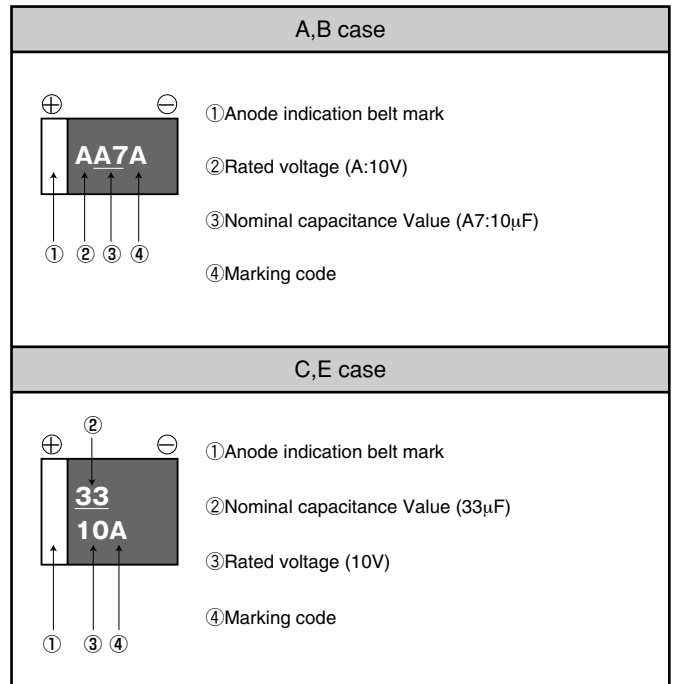 A,B case
⊕ ⊖
AA7A
① ② ③ ④
①Anode indication belt mark
②Rated voltage (A:10V)
③Nominal capacitance Value (A7:10μF)
④Marking code
C,E case
②
⊕ ⊖
33
10A
① ③ ④
①Anode indication belt mark
②Nominal capacitance Value (33μF)
③Rated voltage (10V)
④Marking code